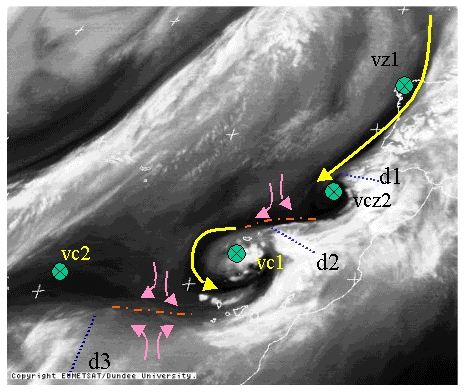 vz1
d1
vcz2
vc2
vc1
d2
d3
Copyright EUMETSAT/Dundee University.